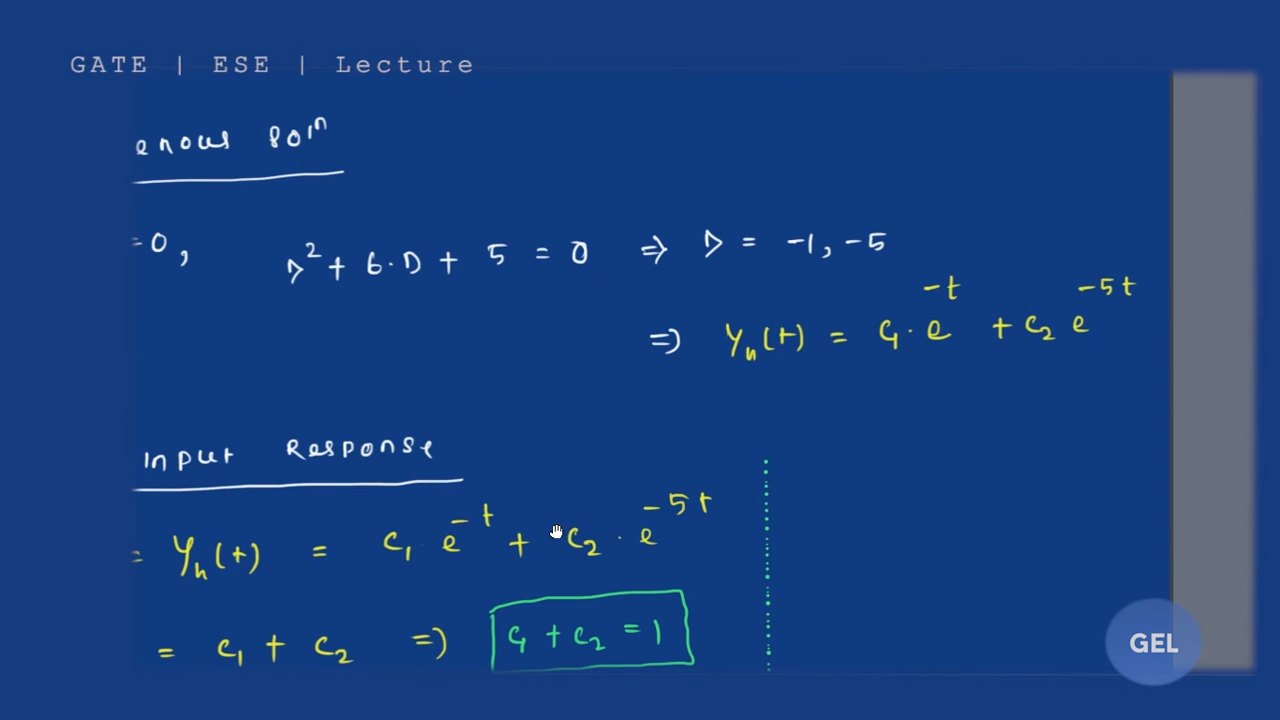 GATE | ESE | Lecture
enous solⁿ
=0, D² + 6·D + 5 = 0 ⇒ D = -1, -5
⇒ Yₕ(t) = C₁·e^{-t} + C₂ e^{-5t}
Input Response
= Yₕ(t) = C₁ e^{-t} + C₂·e^{-5t}
= C₁ + C₂ ⇒ C₁ + C₂ = 1
GEL